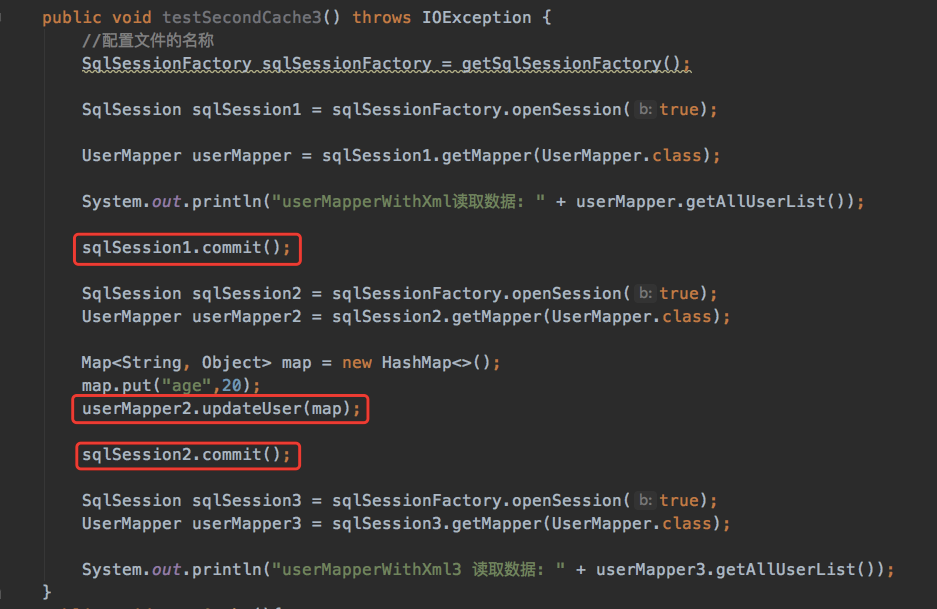 public void testSecondCache3() throws IOException {
//配置文件的名称
SqlSessionFactory sqlSessionFactory = getSqlSessionFactory();
SqlSession sqlSession1 = sqlSessionFactory.openSession( b: true);
UserMapper userMapper = sqlSession1.getMapper(UserMapper.class);
System.out.println("userMapperWithXml读取数据: " + userMapper.getAllUserList());
sqlSession1.commit();
SqlSession sqlSession2 = sqlSessionFactory.openSession( b: true);
UserMapper userMapper2 = sqlSession2.getMapper(UserMapper.class);
Map<String, Object> map = new HashMap<>();
map.put("age",20);
userMapper2.updateUser(map);
sqlSession2.commit();
SqlSession sqlSession3 = sqlSessionFactory.openSession( b: true);
UserMapper userMapper3 = sqlSession3.getMapper(UserMapper.class);
System.out.println("userMapperWithXml3 读取数据: " + userMapper3.getAllUserList());
}